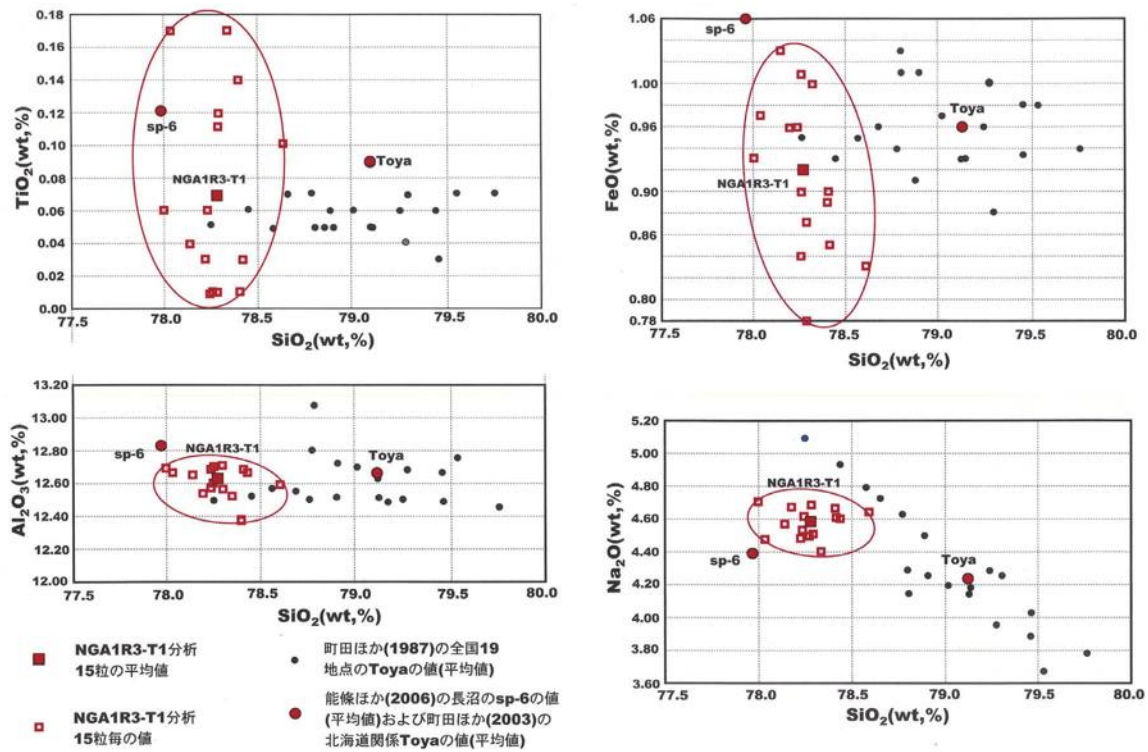 0.18
0.16
0.14
0.12
0.10
0.08
0.06
0.04
0.02
0.00
TiO₂(wt,%)
sp-6
NGA1R3-T1
Toya
77.5
78.0
78.5
79.0
79.5
80.0
SiO₂(wt,%)
1.06
1.00
0.96
0.90
0.86
0.80
0.78
FeO(wt,%)
sp-6
NGA1R3-T1
Toya
77.5
78.0
78.5
79.0
79.5
80.0
SiO₂(wt,%)
13.20
13.00
12.80
12.60
12.40
12.00
Al₂O₃(wt,%)
sp-6
NGA1R3-T1
Toya
77.5
78.0
78.5
79.0
79.5
80.0
SiO₂(wt,%)
5.20
5.00
4.80
4.60
4.40
4.20
4.00
3.60
Na₂O(wt,%)
sp-6
NGA1R3-T1
Toya
77.5
78.0
78.5
79.0
79.5
80.0
SiO₂(wt,%)
NGA1R3-T1分析
15粒の平均値
NGA1R3-T1分析
15粒毎の値
町田ほか(1987)の全国19
地点のToyaの値(平均値)
能條ほか(2006)の長沼のsp-6の値
(平均値)および町田ほか(2003)の
北海道関係Toyaの値(平均値)